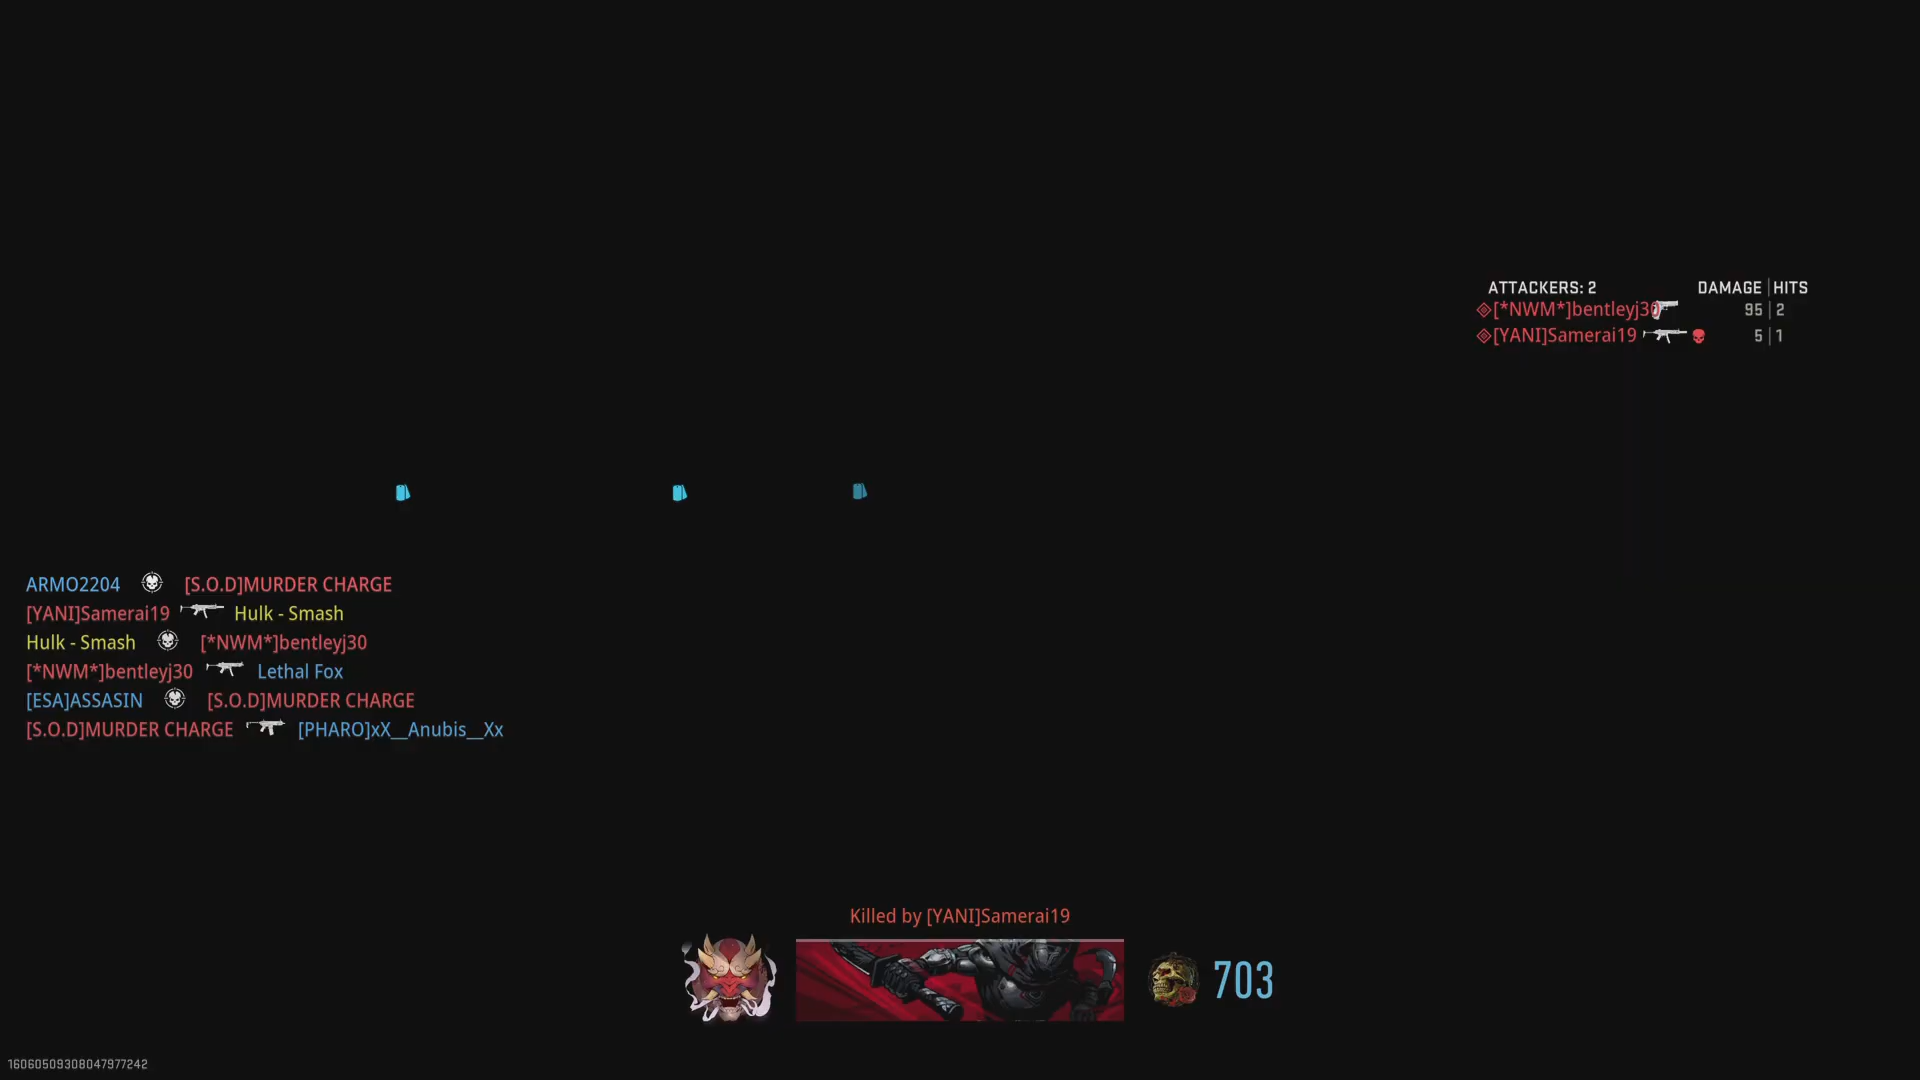 ATTACKERS: 2 DAMAGE | HITS
[*NWM*]bentleyj30 95 | 2
[YANI]Samerai19 5 | 1
ARMO2204 [S.O.D]MURDER CHARGE
[YANI]Samerai19 Hulk - Smash
Hulk - Smash [*NWM*]bentleyj30
[*NWM*]bentleyj30 Lethal Fox
[ESA]ASSASIN [S.O.D]MURDER CHARGE
[S.O.D]MURDER CHARGE [PHARO]xX__Anubis__Xx
Killed by [YANI]Samerai19
703
16060509308047977242